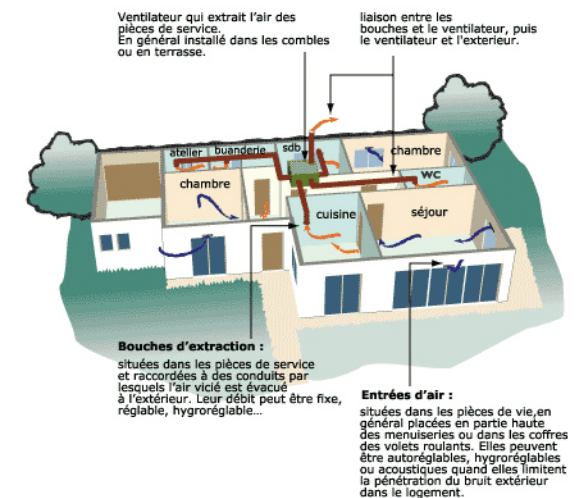 Ventilateur qui extrait l'air des
pièces de service.
En général installé dans les combles
ou en terrasse.
liaison entre les
bouches et le ventilateur, puis
le ventilateur et l'exterieur.
atelier
buanderie
sdb
chambre
chambre
WC
cuisine
séjour
Bouches d'extraction :
situées dans les pièces de service
et raccordées à des conduits par
lesquels l'air vicié est évacué
à l'extérieur. Leur débit peut être fixe,
réglable, hygroréglable...
Entrées d'air :
situées dans les pièces de vie,en
général placées en partie haute
des menuiseries ou dans les coffres
des volets roulants. Elles peuvent
être autoréglables, hygroréglables
ou acoustiques quand elles limitent
la pénétration du bruit extérieur
dans le logement.